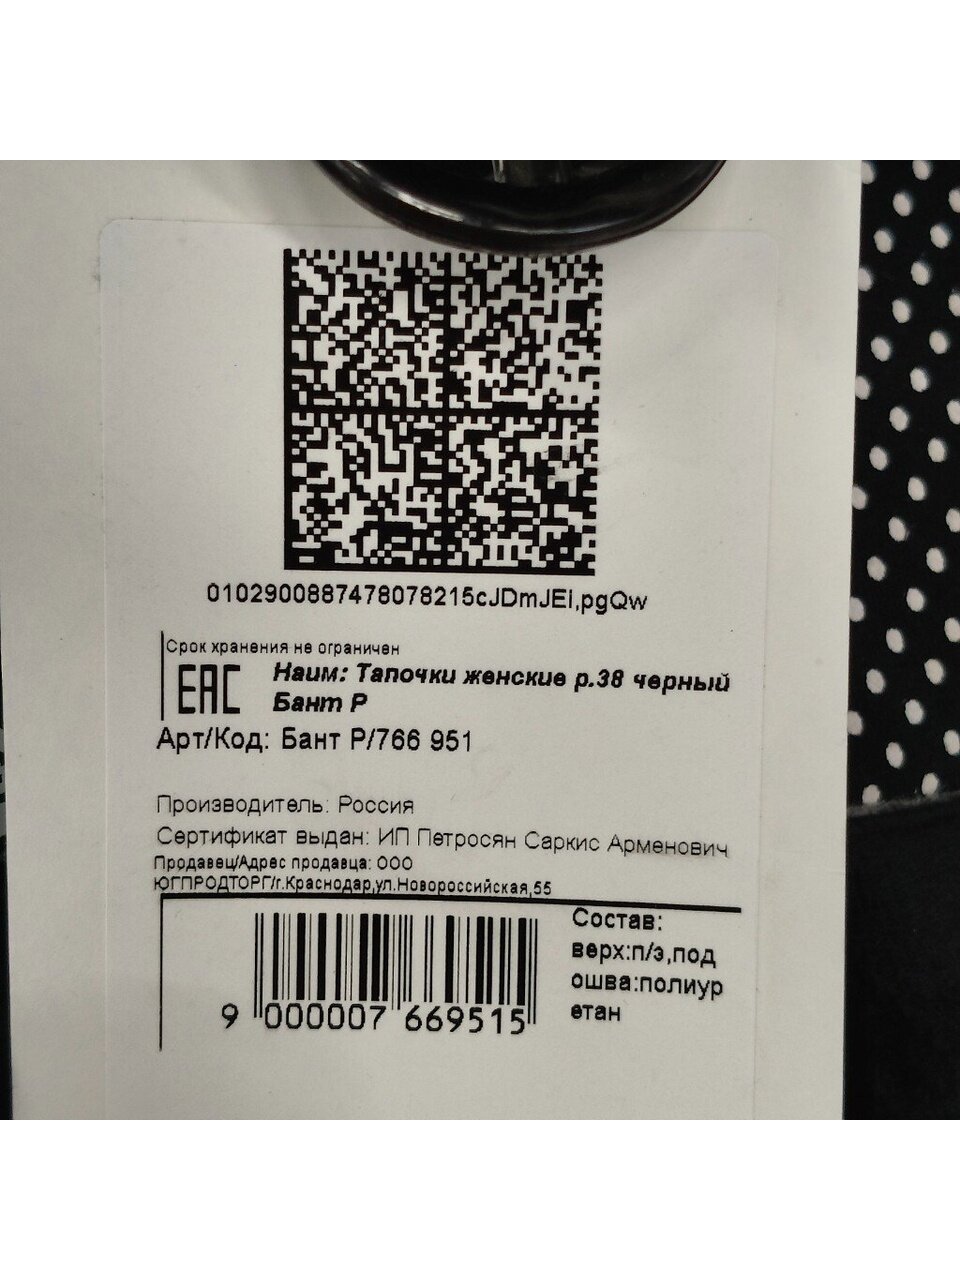 0102900887478078215cJDmJEI,pgQw
Срок хранения не ограничен
EAC
Наим: Тапочки женские р.38 черный
Бант Р
Арт/Код: Бант Р/766 951
Производитель: Россия
Сертификат выдан: ИП Петросян Саркис Арменович
Продавец/Адрес продавца: ООО
ЮГПРОДТОРГ/г.Краснодар,ул.Новороссийская,55
Состав:
верх:п/э,под
ошва:полиур
етан
9 000007 669515